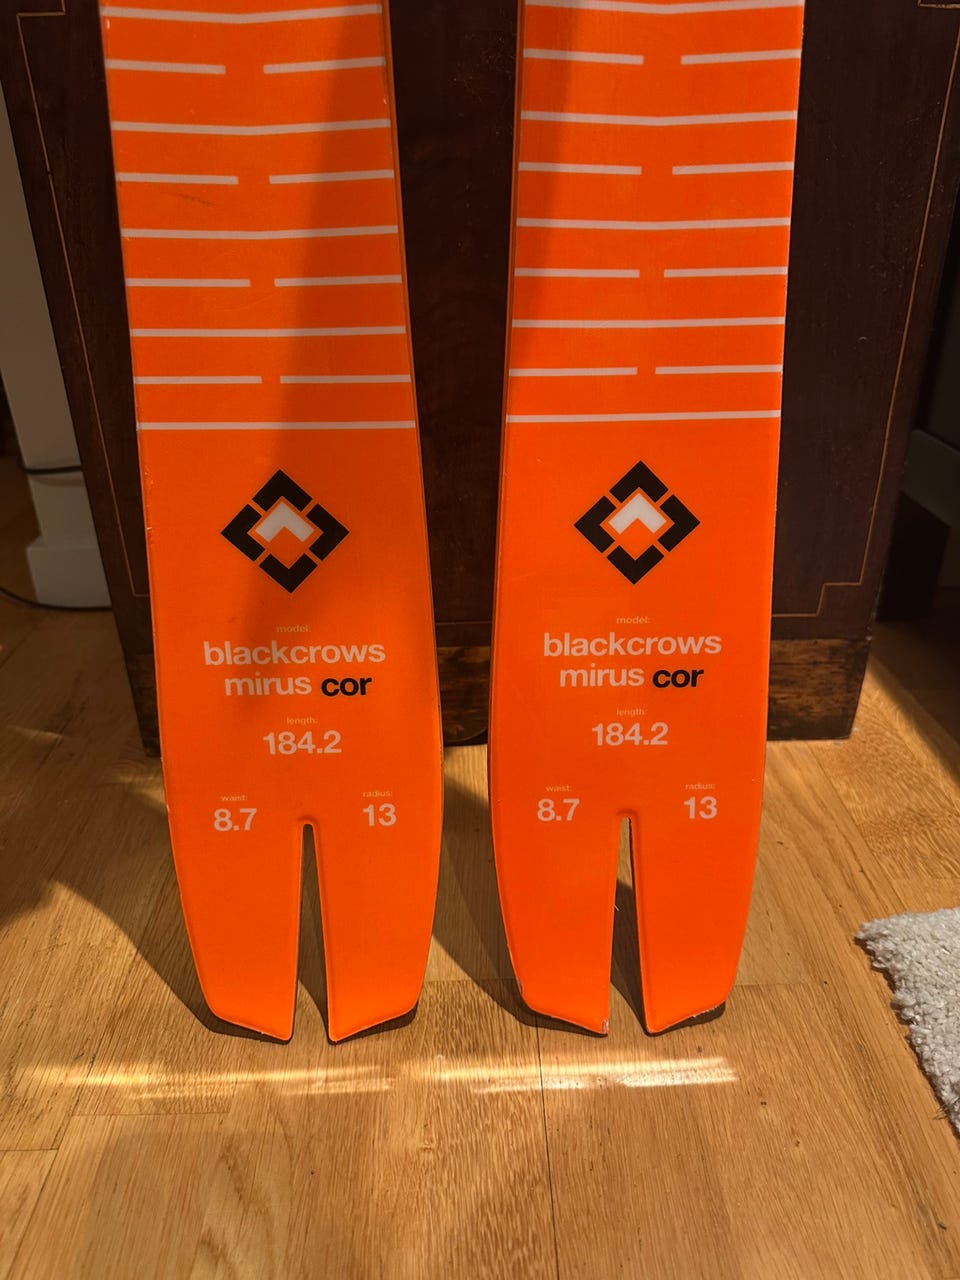 model:
blackcrows
mirus cor
length:
184.2
waist: radius:
8.7 13
model:
blackcrows
mirus cor
length:
184.2
waist: radius:
8.7 13